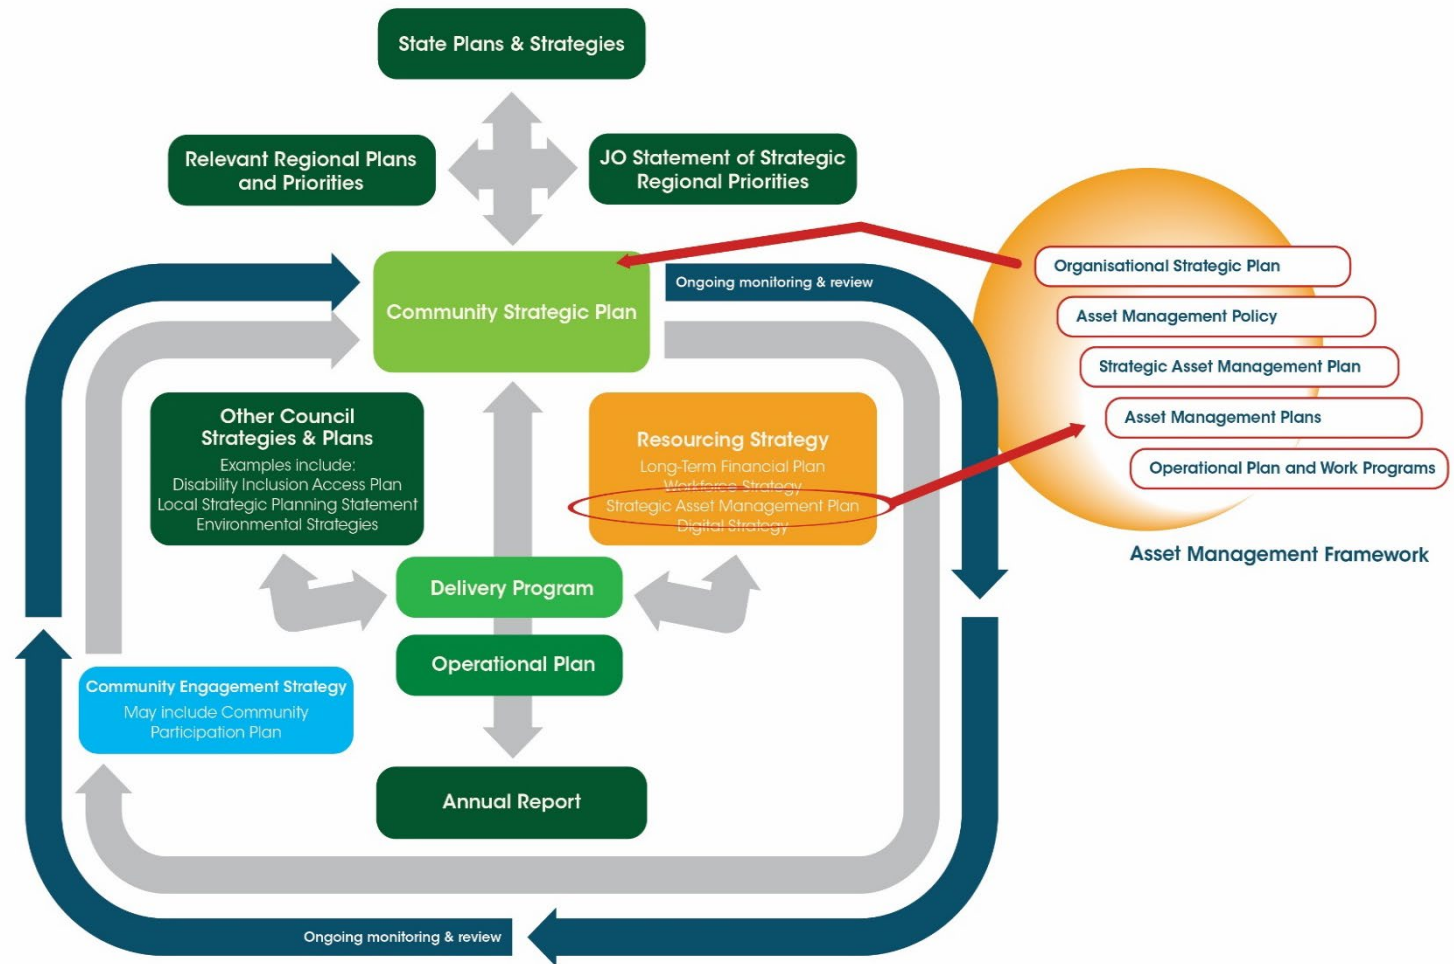 State Plans & Strategies
Relevant Regional Plans
and Priorities
JO Statement of Strategic
Regional Priorities
Community Strategic Plan
Ongoing monitoring & review
Organisational Strategic Plan
Asset Management Policy
Strategic Asset Management Plan
Asset Management Plans
Operational Plan and Work Programs
Asset Management Framework
Other Council
Strategies & Plans
Examples include:
Disability Inclusion Access Plan
Local Strategic Planning Statement
Environmental Strategies
Resourcing Strategy
Long-Term Financial Plan
Workforce Strategy
Strategic Asset Management Plan
Digital Strategy
Delivery Program
Operational Plan
Community Engagement Strategy
May include Community
Participation Plan
Annual Report
Ongoing monitoring & review